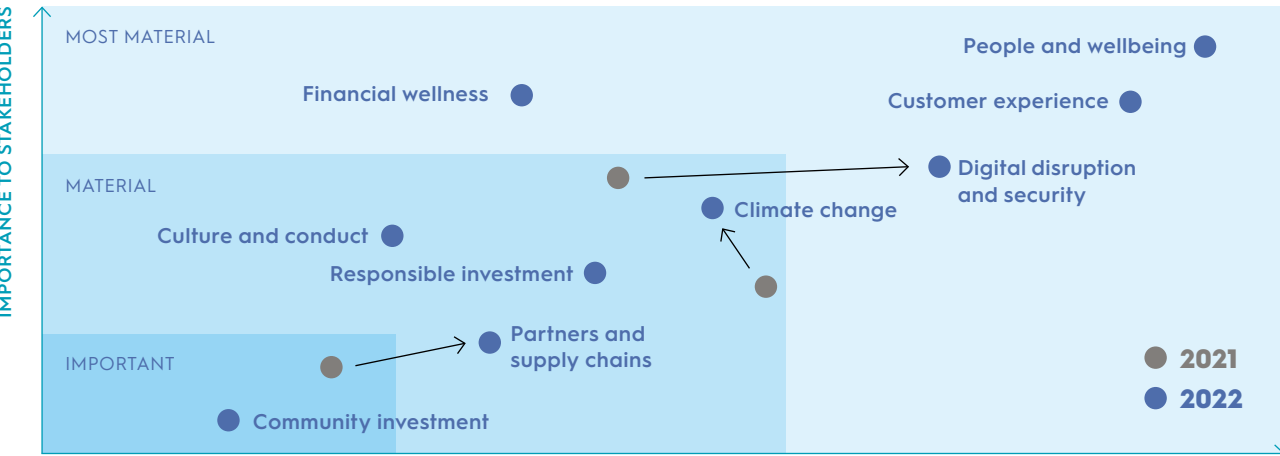 IMPORTANCE TO STAKEHOLDERS
MOST MATERIAL
People and wellbeing
Financial wellness
Customer experience
MATERIAL
Digital disruption
and security
Climate change
Culture and conduct
Responsible investment
Partners and
supply chains
IMPORTANT
Community investment
2021
2022